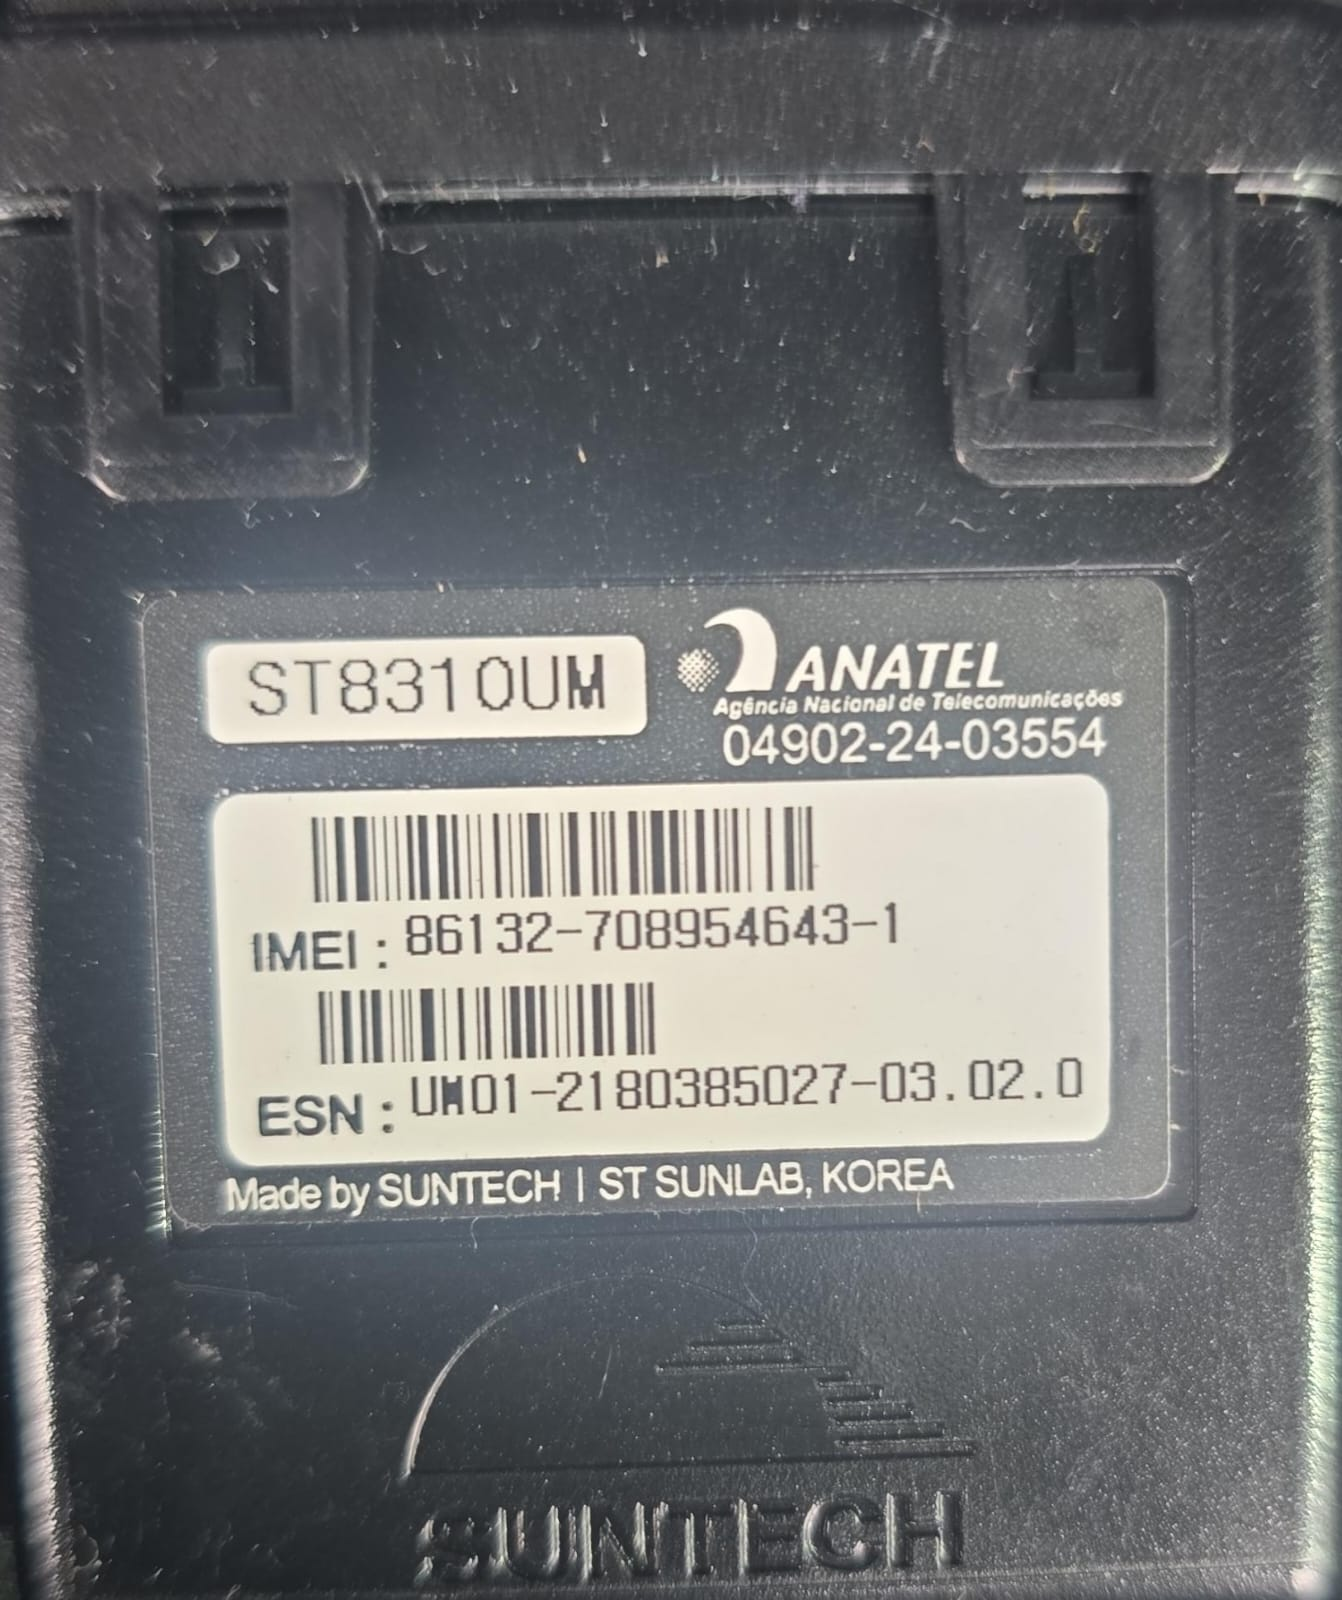 ST8310UM
ANATEL
Agência Nacional de Telecomunicações
04902-24-03554
IMEI : 86132-708954643-1
ESN : UM01-2180385027-03.02.0
Made by SUNTECH | ST SUNLAB, KOREA
SUNTECH